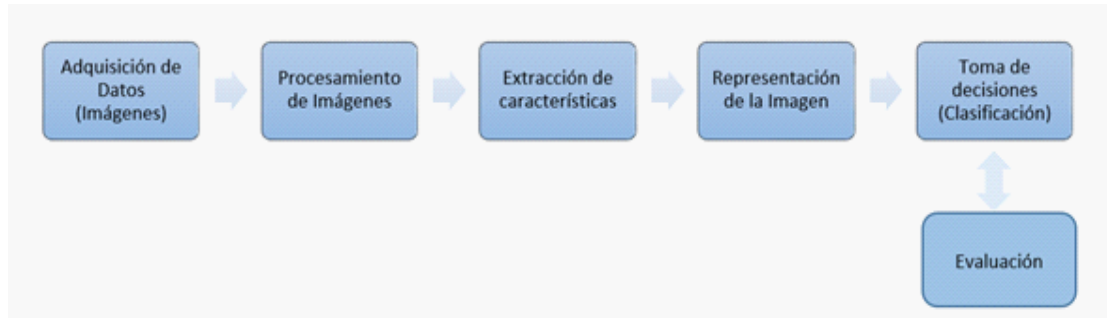 Adquisición de
Datos
(Imágenes)
Procesamiento
de Imágenes
Extracción de
características
Representación
de la Imagen
Toma de
decisiones
(Clasificación)
Evaluación